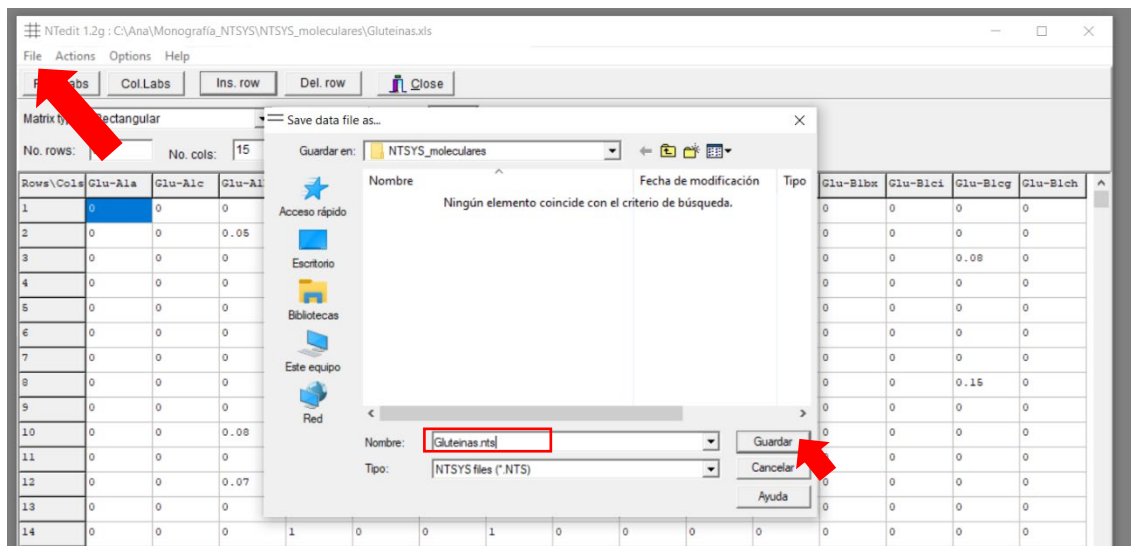 NTedit 1.2g : C:\Ana\Monografía_NTSYS\NTSYS_moleculares\Gluteinas.xls
File Actions Options Help
Col.Labs Ins. row Del. row Close
Matrix Rectangular
No. rows: No. cols: 15
Save data file as...
Guardar en: NTSYS_moleculares
Nombre Fecha de modificación Tipo
Ningún elemento coincide con el criterio de búsqueda.
Acceso rápido
Escritorio
Bibliotecas
Este equipo
Red
Nombre: Gluteinas.nts Guardar
Tipo: NTSYS files (*.NTS) Cancelar
Ayuda
Rows\Cols Glu-A1a Glu-A1c Glu-B1bx Glu-B1ci Glu-B1cg Glu-B1ch
1 0 0 0 0 0 0 0
2 0 0 0.05 0 0 0 0
3 0 0 0 0 0 0.08 0
4 0 0 0 0 0 0 0
5 0 0 0 0 0 0 0
6 0 0 0 0 0 0 0
7 0 0 0 0 0 0 0
8 0 0 0 0 0 0.15 0
9 0 0 0 0 0 0 0
10 0 0 0.08 0 0 0 0
11 0 0 0 0 0 0
12 0 0 0.07 0 0 0 0
13 0 0 0 0 0 0 0
14 0 0 0 1 0 0 1 0 0 0 0 0 0 0 0